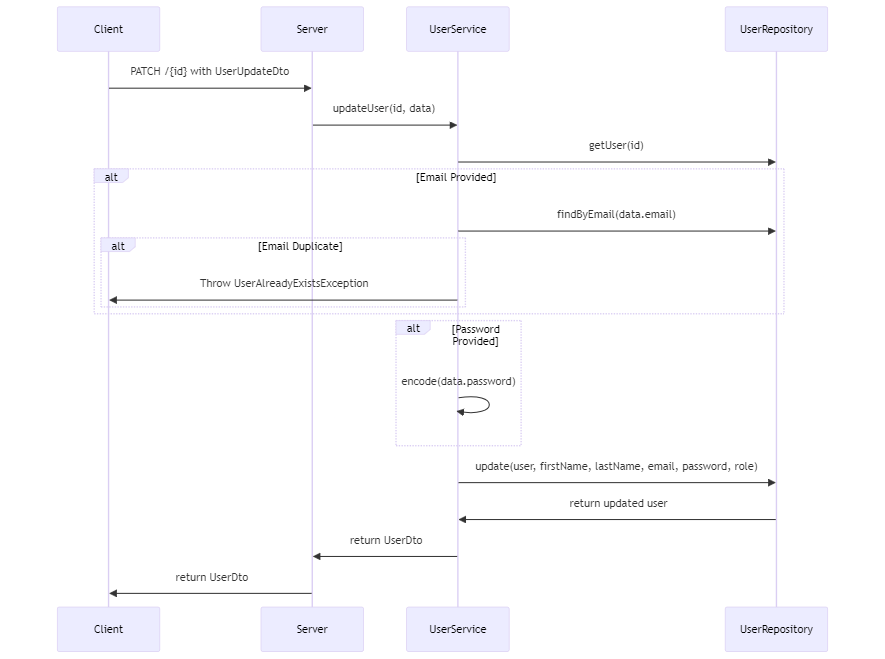 Client
Server
UserService
UserRepository
PATCH /{id} with UserUpdateDto
updateUser(id, data)
getUser(id)
alt
[Email Provided]
findByEmail(data.email)
alt
[Email Duplicate]
Throw UserAlreadyExistsException
alt
[Password
Provided]
encode(data.password)
update(user, firstName, lastName, email, password, role)
return updated user
return UserDto
return UserDto
Client
Server
UserService
UserRepository